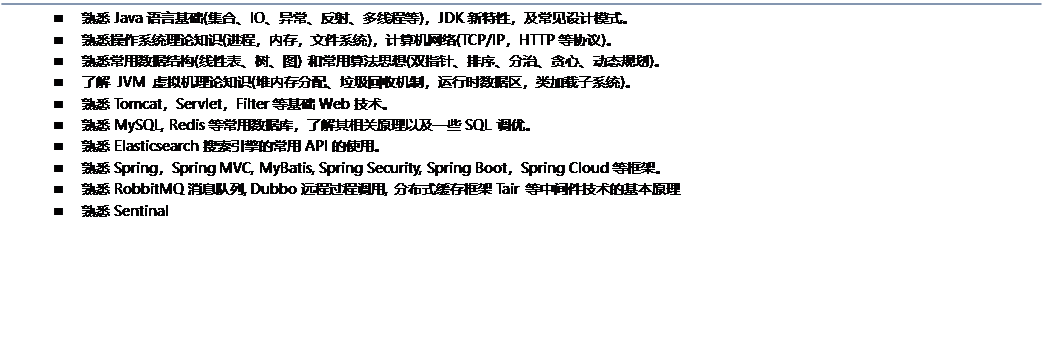 ■ 熟悉 Java 语言基础(集合、IO、异常、反射、多线程等)，JDK 新特性，及常见设计模式。
■ 熟悉操作系统理论知识(进程，内存，文件系统)，计算机网络(TCP/IP，HTTP 等协议)。
■ 熟悉常用数据结构(线性表、树、图) 和常用算法思想(双指针、排序、分治、贪心、动态规划)。
■ 了解 JVM 虚拟机理论知识(堆内存分配、垃圾回收机制，运行时数据区，类加载子系统)。
■ 熟悉 Tomcat，Servlet，Filter 等基础 Web 技术。
■ 熟悉 MySQL, Redis 等常用数据库，了解其相关原理以及一些 SQL 调优。
■ 熟悉 Elasticsearch 搜索引擎的常用 API 的使用。
■ 熟悉 Spring，Spring MVC, MyBatis, Spring Security, Spring Boot，Spring Cloud 等框架。
■ 熟悉 RobbitMQ 消息队列, Dubbo 远程过程调用, 分布式缓存框架 Tair 等中间件技术的基本原理
■ 熟悉 Sentinal